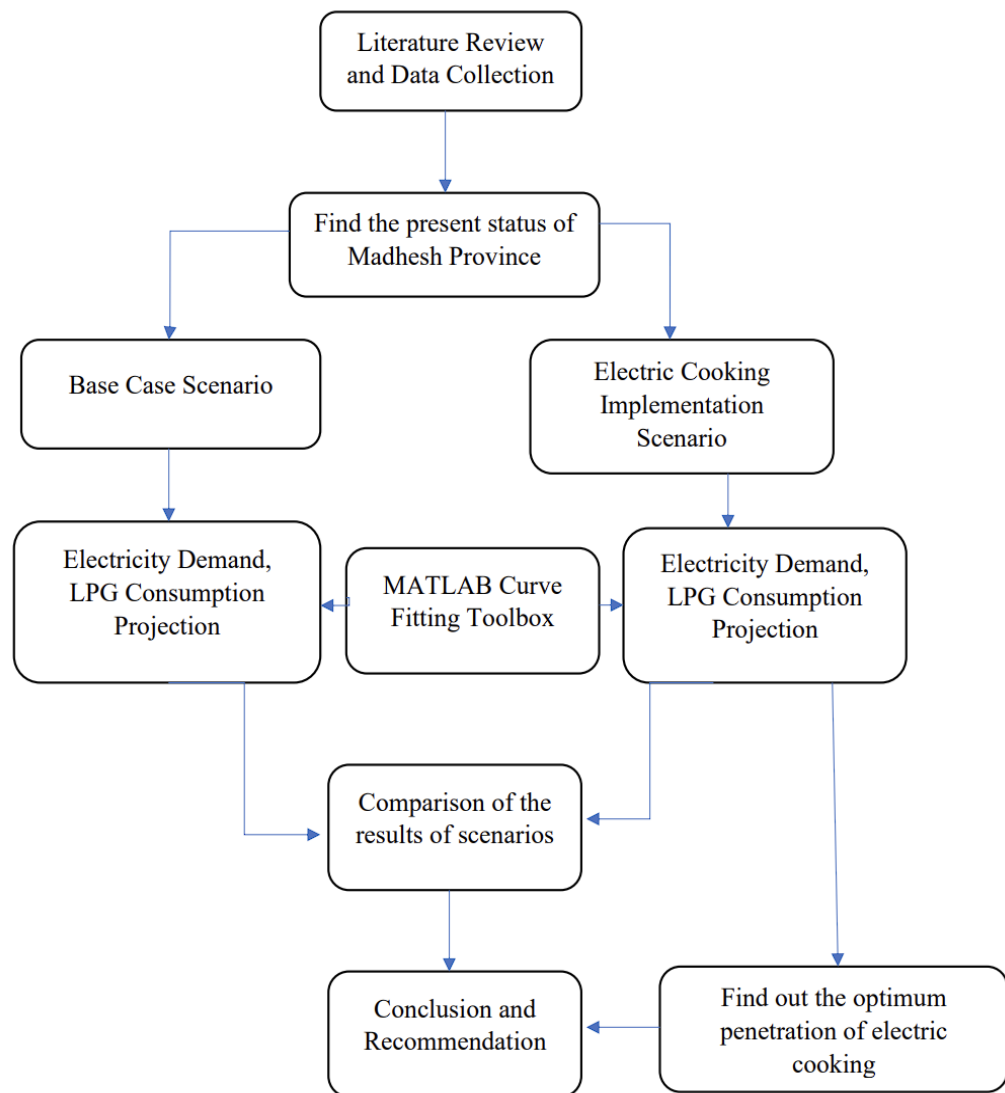 Literature Review
and Data Collection
Find the present status of
Madhesh Province
Base Case Scenario
Electric Cooking
Implementation
Scenario
Electricity Demand,
LPG Consumption
Projection
MATLAB Curve
Fitting Toolbox
Electricity Demand,
LPG Consumption
Projection
Comparison of the
results of scenarios
Conclusion and
Recommendation
Find out the optimum
penetration of electric
cooking